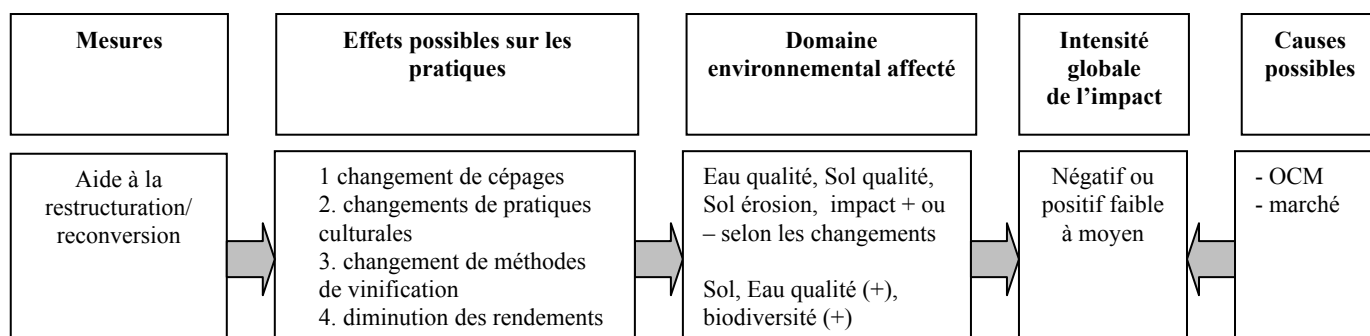 Mesures
Effets possibles sur les
pratiques
Domaine
environnemental affecté
Intensité
globale
de l'impact
Causes
possibles
Aide à la
restructuration/
reconversion
1 changement de cépages
2. changements de pratiques
culturales
3. changement de méthodes
de vinification
4. diminution des rendements
Eau qualité, Sol qualité,
Sol érosion, impact + ou
– selon les changements
Sol, Eau qualité (+),
biodiversité (+)
Négatif ou
positif faible
à moyen
- OCM
- marché